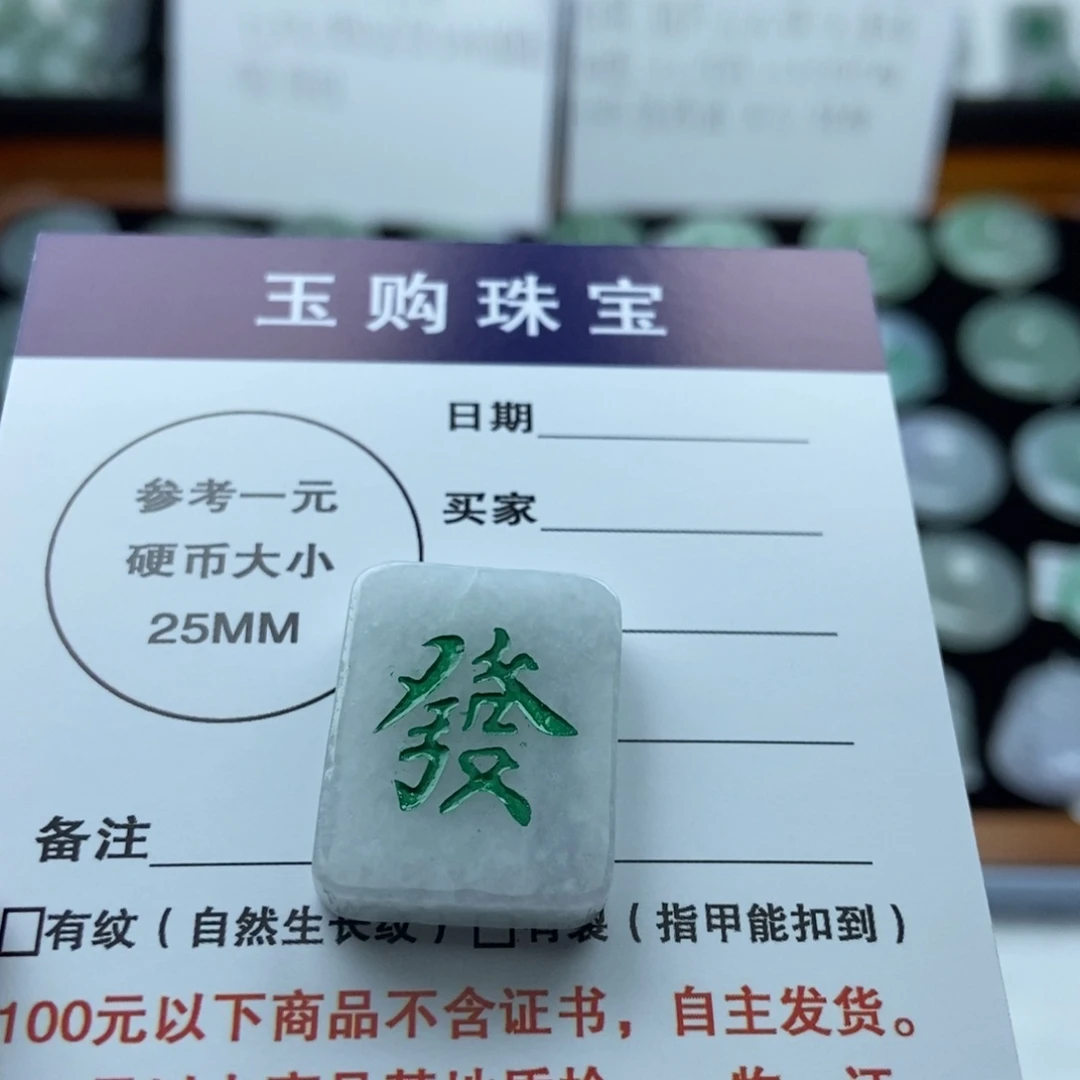 玉购珠宝
参考一元
硬币大小
25MM
日期
买家
發
备注
□有纹（自然生长纹）□有裂（指甲能扣到）
100元以下商品不含证书，自主发货。